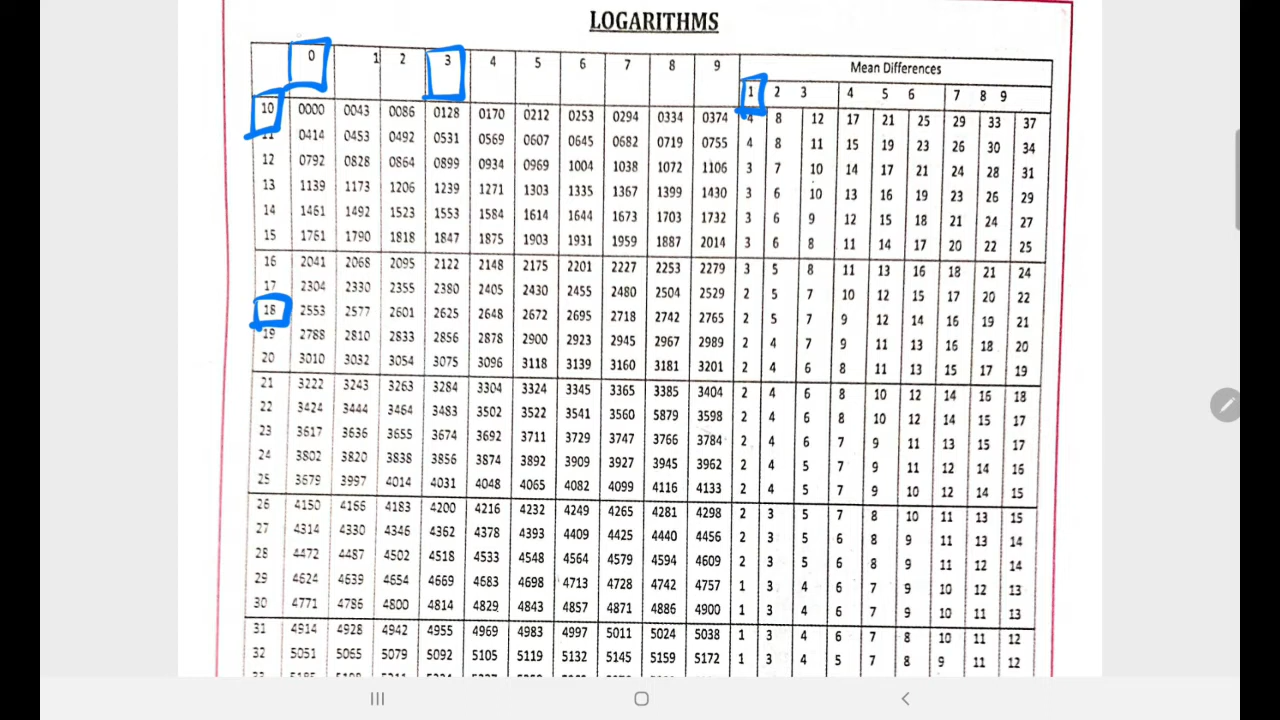 LOGARITHMS
0 1 2 3 4 5 6 7 8 9 Mean Differences
1 2 3 4 5 6 7 8 9
10 0000 0043 0086 0128 0170 0212 0253 0294 0334 0374 4 8 12 17 21 25 29 33 37
11 0414 0453 0492 0531 0569 0607 0645 0682 0719 0755 4 8 11 15 19 23 26 30 34
12 0792 0828 0864 0899 0934 0969 1004 1038 1072 1106 3 7 10 14 17 21 24 28 31
13 1139 1173 1206 1239 1271 1303 1335 1367 1399 1430 3 6 10 13 16 19 23 26 29
14 1461 1492 1523 1553 1584 1614 1644 1673 1703 1732 3 6 9 12 15 18 21 24 27
15 1761 1790 1818 1847 1875 1903 1931 1959 1887 2014 3 6 8 11 14 17 20 22 25
16 2041 2068 2095 2122 2148 2175 2201 2227 2253 2279 3 5 8 11 13 16 18 21 24
17 2304 2330 2355 2380 2405 2430 2455 2480 2504 2529 2 5 7 10 12 15 17 20 22
18 2553 2577 2601 2625 2648 2672 2695 2718 2742 2765 2 5 7 9 12 14 16 19 21
19 2788 2810 2833 2856 2878 2900 2923 2945 2967 2989 2 4 7 9 11 13 16 18 20
20 3010 3032 3054 3075 3096 3118 3139 3160 3181 3201 2 4 6 8 11 13 15 17 19
21 3222 3243 3263 3284 3304 3324 3345 3365 3385 3404 2 4 6 8 10 12 14 16 18
22 3424 3444 3464 3483 3502 3522 3541 3560 5879 3598 2 4 6 8 10 12 14 15 17
23 3617 3636 3655 3674 3692 3711 3729 3747 3766 3784 2 4 6 7 9 11 13 15 17
24 3802 3820 3838 3856 3874 3892 3909 3927 3945 3962 2 4 5 7 9 11 12 14 16
25 3679 3997 4014 4031 4048 4065 4082 4099 4116 4133 2 4 5 7 9 10 12 14 15
26 4150 4166 4183 4200 4216 4232 4249 4265 4281 4298 2 3 5 7 8 10 11 13 15
27 4314 4330 4346 4362 4378 4393 4409 4425 4440 4456 2 3 5 6 8 9 11 13 14
28 4472 4487 4502 4518 4533 4548 4564 4579 4594 4609 2 3 5 6 8 9 11 12 14
29 4624 4639 4654 4669 4683 4698 4713 4728 4742 4757 1 3 4 6 7 9 10 12 13
30 4771 4786 4800 4814 4829 4843 4857 4871 4886 4900 1 3 4 6 7 9 10 11 13
31 4914 4928 4942 4955 4969 4983 4997 5011 5024 5038 1 3 4 6 7 8 10 11 12
32 5051 5065 5079 5092 5105 5119 5132 5145 5159 5172 1 3 4 5 7 8 9 11 12